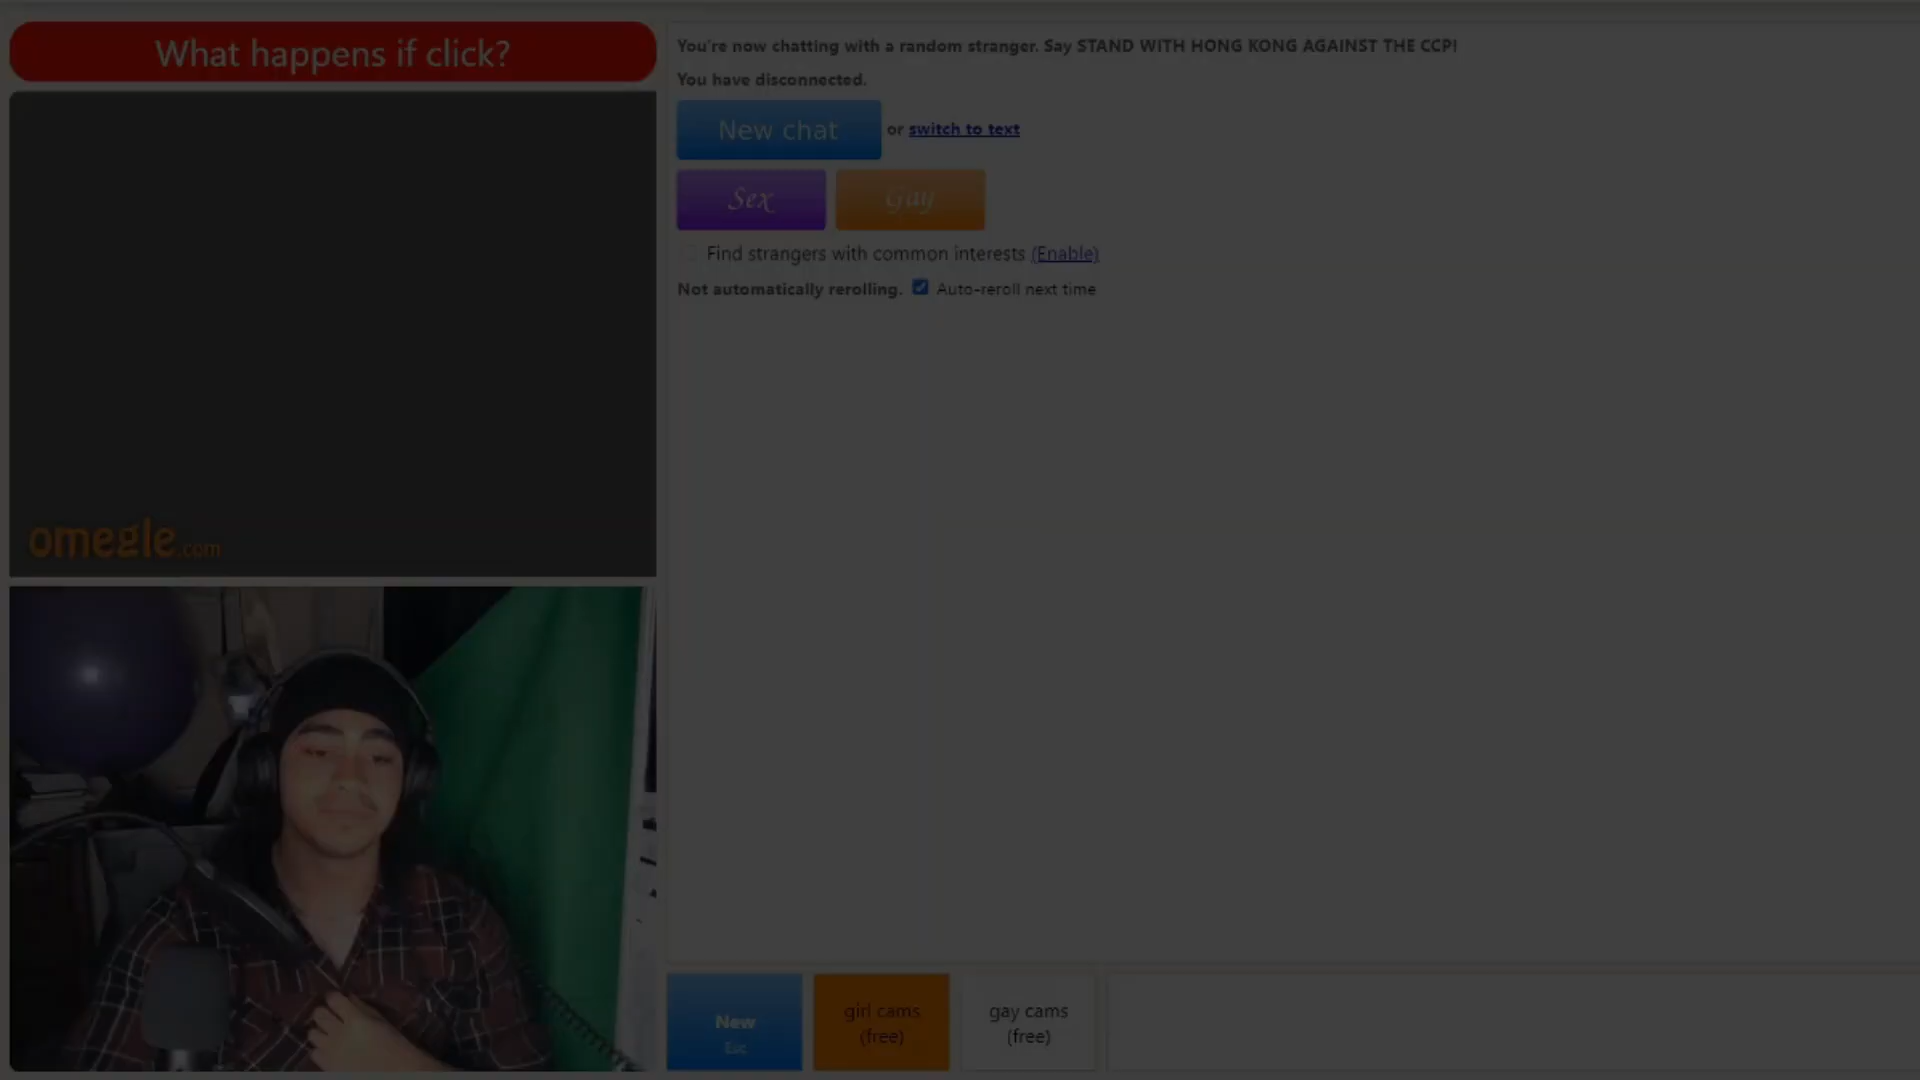 What happens if click?
You're now chatting with a random stranger. Say STAND WITH HONG KONG AGAINST THE CCP!
You have disconnected.
New chat or switch to text
Sex Gay
Find strangers with common interests (Enable)
Not automatically rerolling. Auto-reroll next time
omegle.com
New
Esc
girl cams
(free)
gay cams
(free)